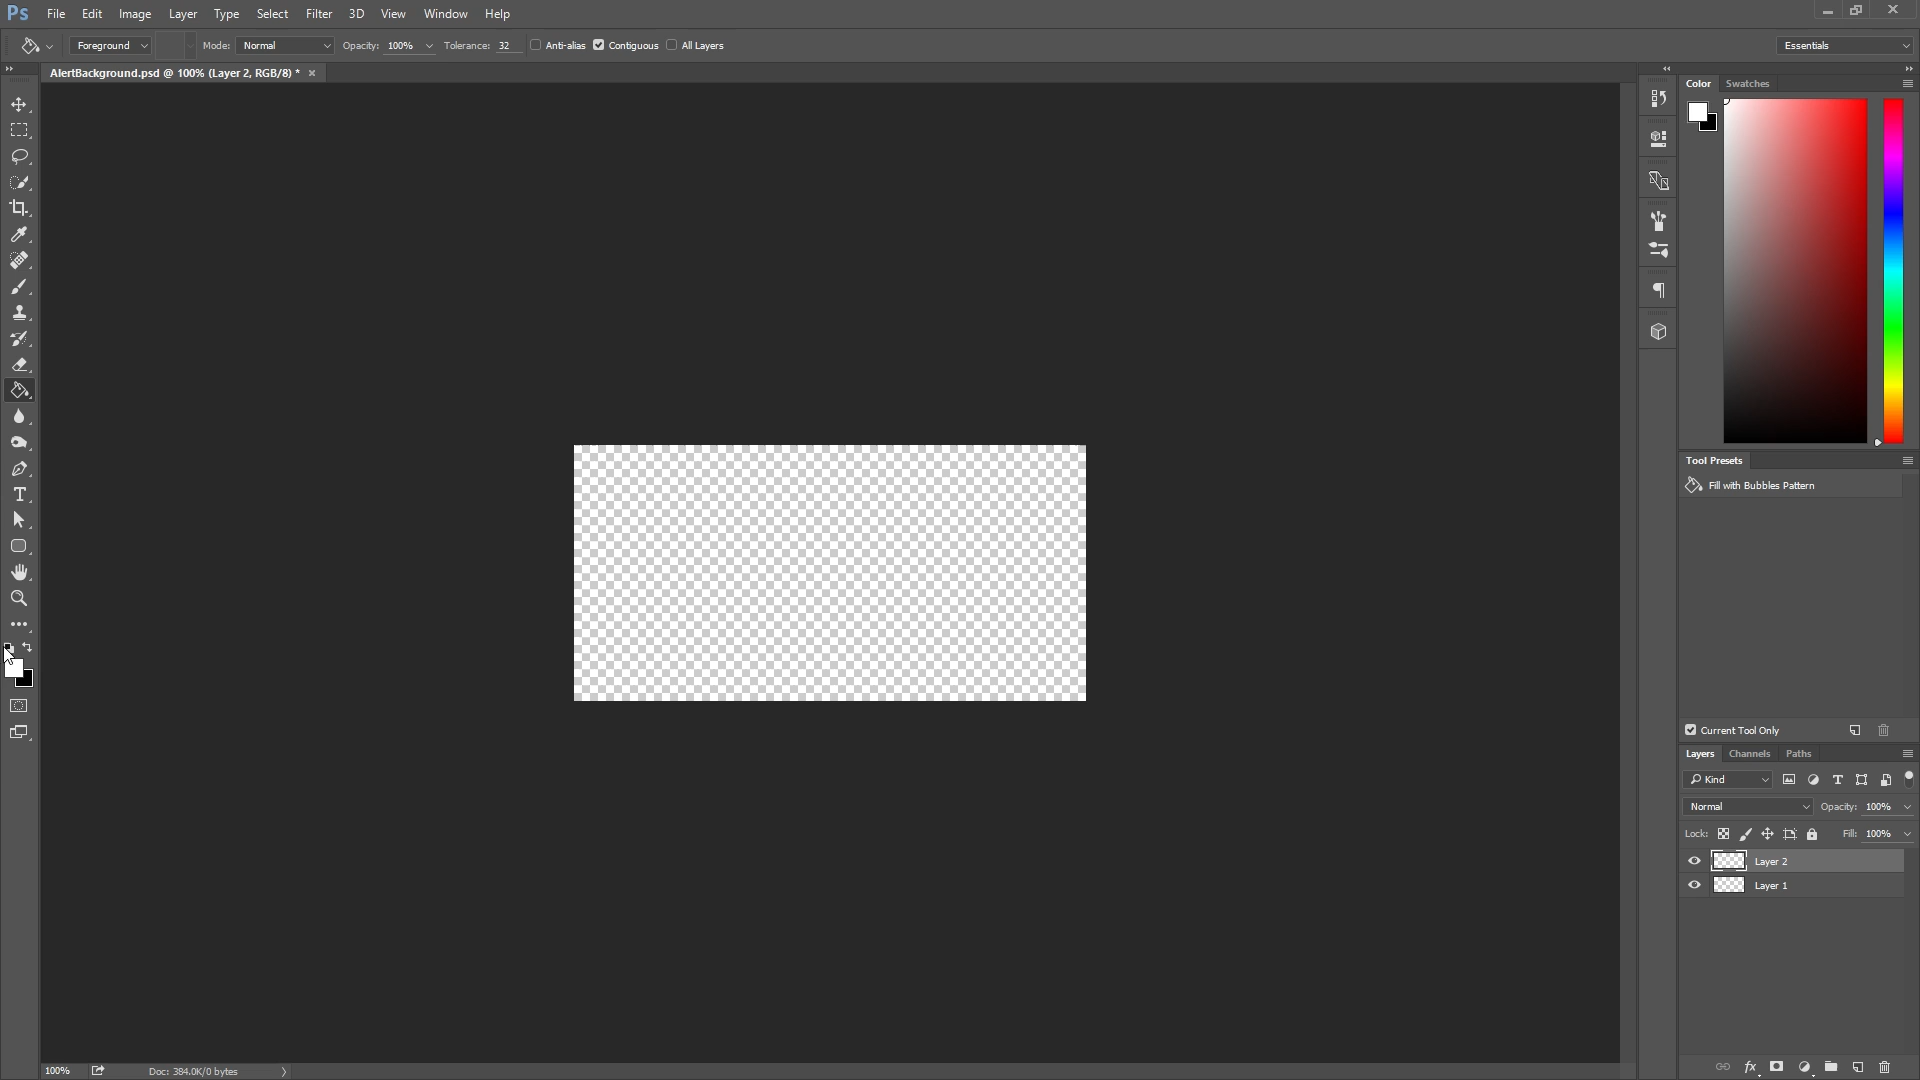 Ps File Edit Image Layer Type Select Filter 3D View Window Help
Foreground Mode: Normal Opacity: 100% Tolerance: 32 Anti-alias Contiguous All Layers Essentials
AlertBackground.psd @ 100% (Layer 2, RGB/8) *
Color Swatches
Tool Presets
Fill with Bubbles Pattern
Current Tool Only
Layers Channels Paths
Kind
Normal Opacity: 100%
Lock: Fill: 100%
Layer 2
Layer 1
100% Doc: 384.0K/0 bytes
fx